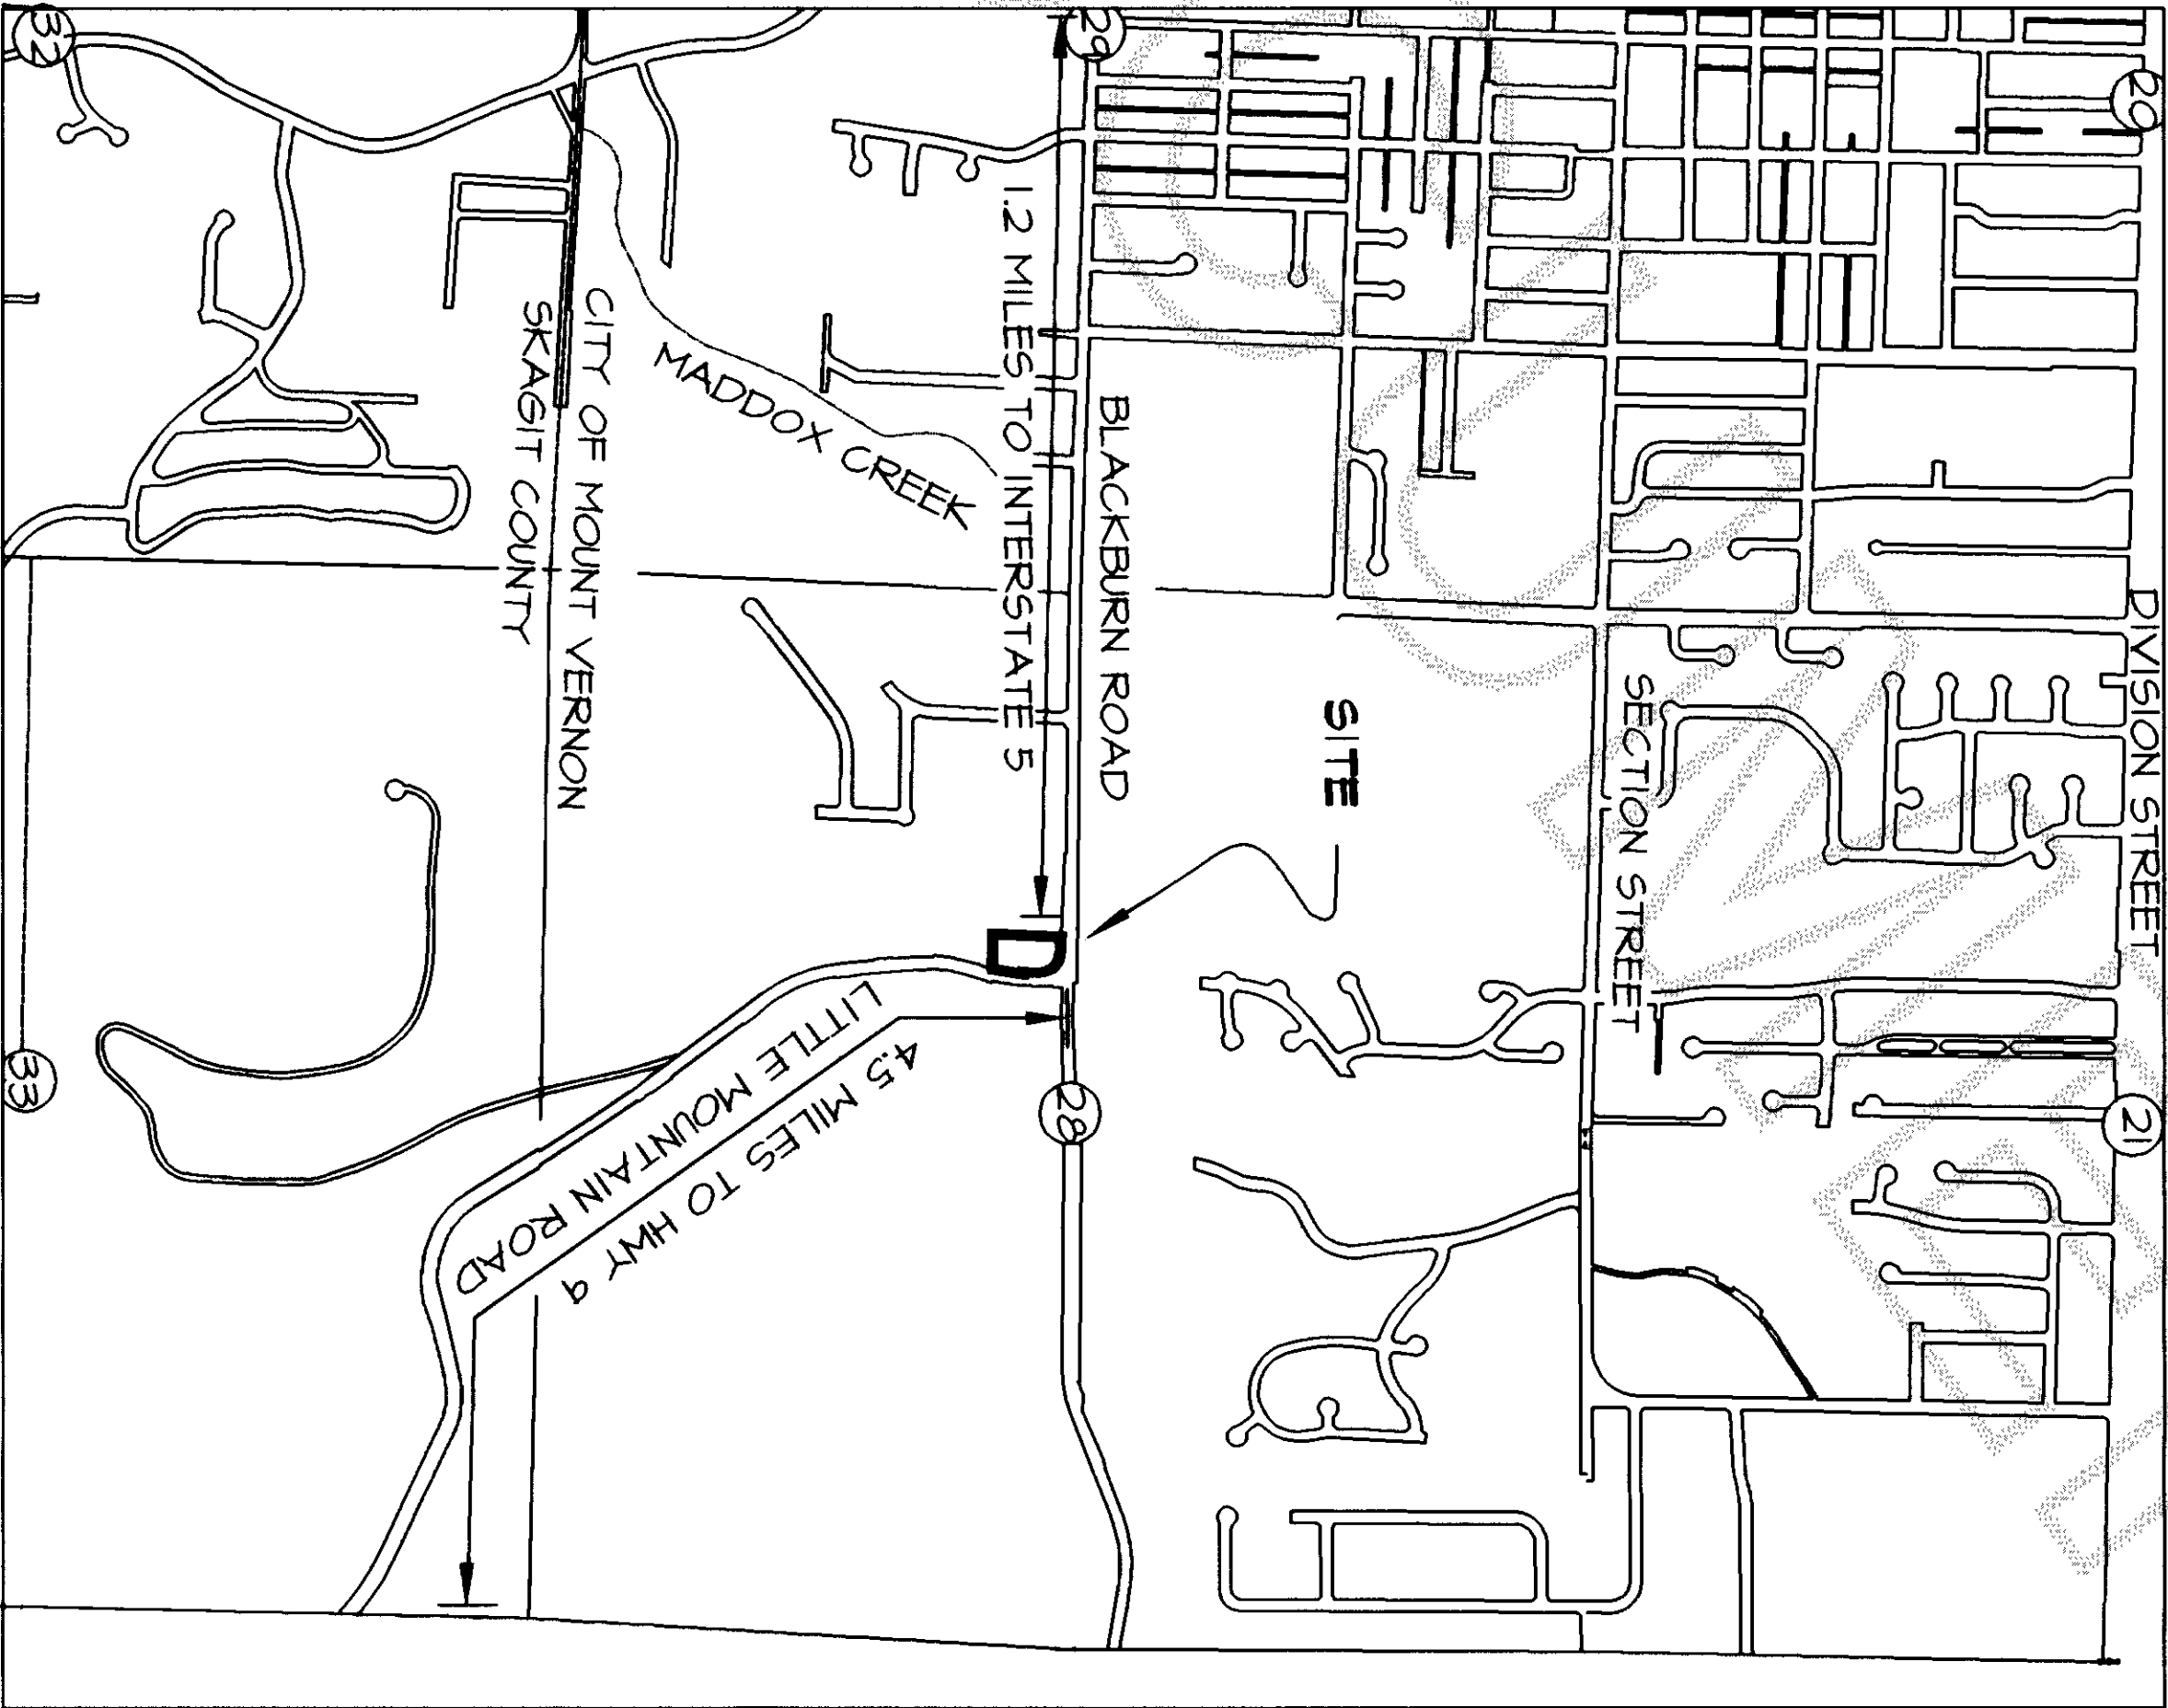 DIVISION STREET
20
21
SECTION STREET
SITE
BLACKBURN ROAD
29
28
1.2 MILES TO INTERSTATE 5
MADDOX CREEK
4.5 MILES TO HWY 9
LITTLE MOUNTAIN ROAD
CITY OF MOUNT VERNON
SKAGIT COUNTY
32
33